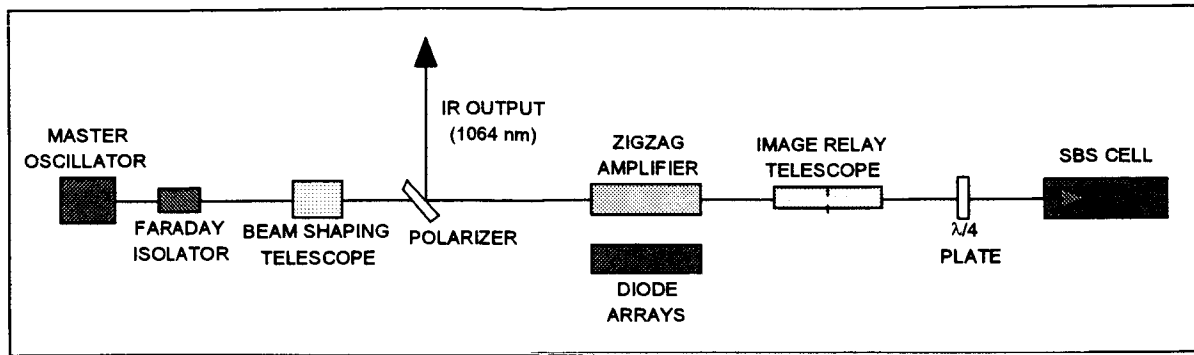 MASTER
OSCILLATOR
FARADAY
ISOLATOR
BEAM SHAPING
TELESCOPE
IR OUTPUT
(1064 nm)
POLARIZER
ZIGZAG
AMPLIFIER
DIODE
ARRAYS
IMAGE RELAY
TELESCOPE
λ/4
PLATE
SBS CELL